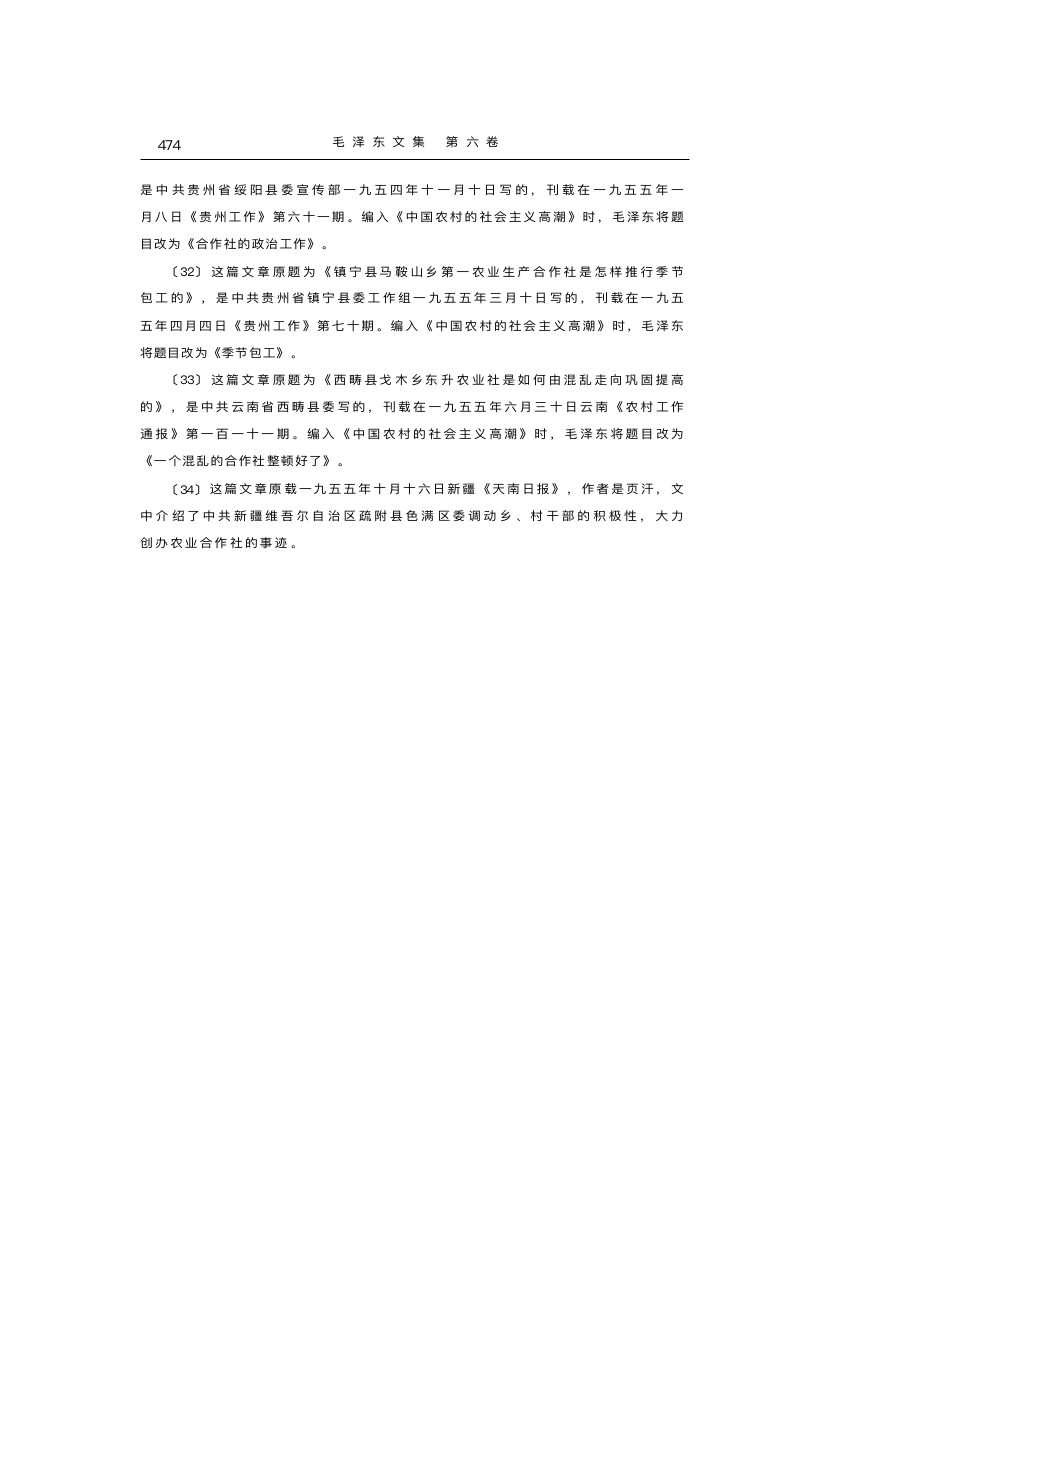 474 毛泽东文集 第六卷
是中共贵州省绥阳县委宣传部一九五四年十一月十日写的，刊载在一九五五年一
月八日《贵州工作》第六十一期。编入《中国农村的社会主义高潮》时，毛泽东将题
目改为《合作社的政治工作》。
〔32〕这篇文章原题为《镇宁县马鞍山乡第一农业生产合作社是怎样推行季节
包工的》，是中共贵州省镇宁县委工作组一九五五年三月十日写的，刊载在一九五
五年四月四日《贵州工作》第七十期。编入《中国农村的社会主义高潮》时，毛泽东
将题目改为《季节包工》。
〔33〕这篇文章原题为《西畴县戈木乡东升农业社是如何由混乱走向巩固提高
的》，是中共云南省西畴县委写的，刊载在一九五五年六月三十日云南《农村工作
通报》第一百一十一期。编入《中国农村的社会主义高潮》时，毛泽东将题目改为
《一个混乱的合作社整顿好了》。
〔34〕这篇文章原载一九五五年十月十六日新疆《天南日报》，作者是页汗，文
中介绍了中共新疆维吾尔自治区疏附县色满区委调动乡、村干部的积极性，大力
创办农业合作社的事迹。